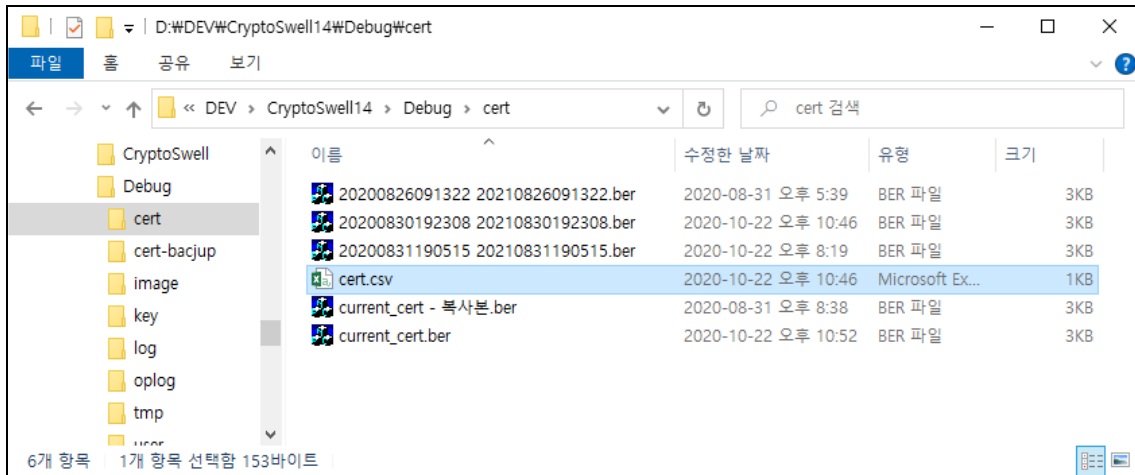 D:₩DEV₩CryptoSwell14₩Debug₩cert
파일 홈 공유 보기
« DEV > CryptoSwell14 > Debug > cert
cert 검색
CryptoSwell
Debug
cert
cert-bacjup
image
key
log
oplog
tmp
이름 수정한 날짜 유형 크기
20200826091322 20210826091322.ber 2020-08-31 오후 5:39 BER 파일 3KB
20200830192308 20210830192308.ber 2020-10-22 오후 10:46 BER 파일 3KB
20200831190515 20210831190515.ber 2020-10-22 오후 8:19 BER 파일 3KB
cert.csv 2020-10-22 오후 10:46 Microsoft Ex... 1KB
current_cert - 복사본.ber 2020-08-31 오후 8:38 BER 파일 3KB
current_cert.ber 2020-10-22 오후 10:52 BER 파일 3KB
6개 항목 1개 항목 선택함 153바이트